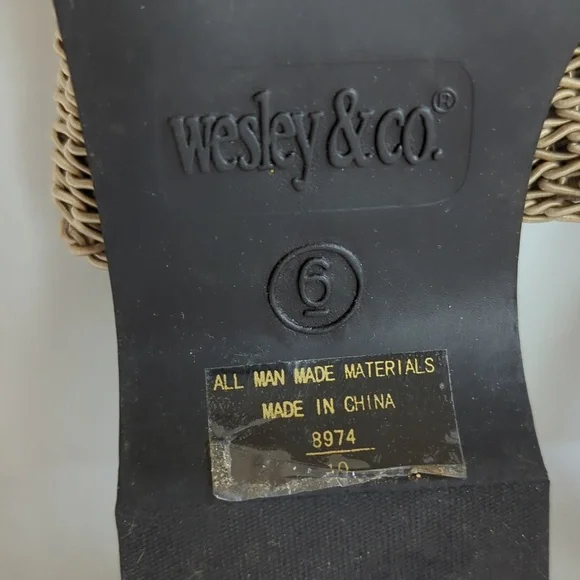 wesley & co.®
6
ALL MAN MADE MATERIALS
MADE IN CHINA
8974